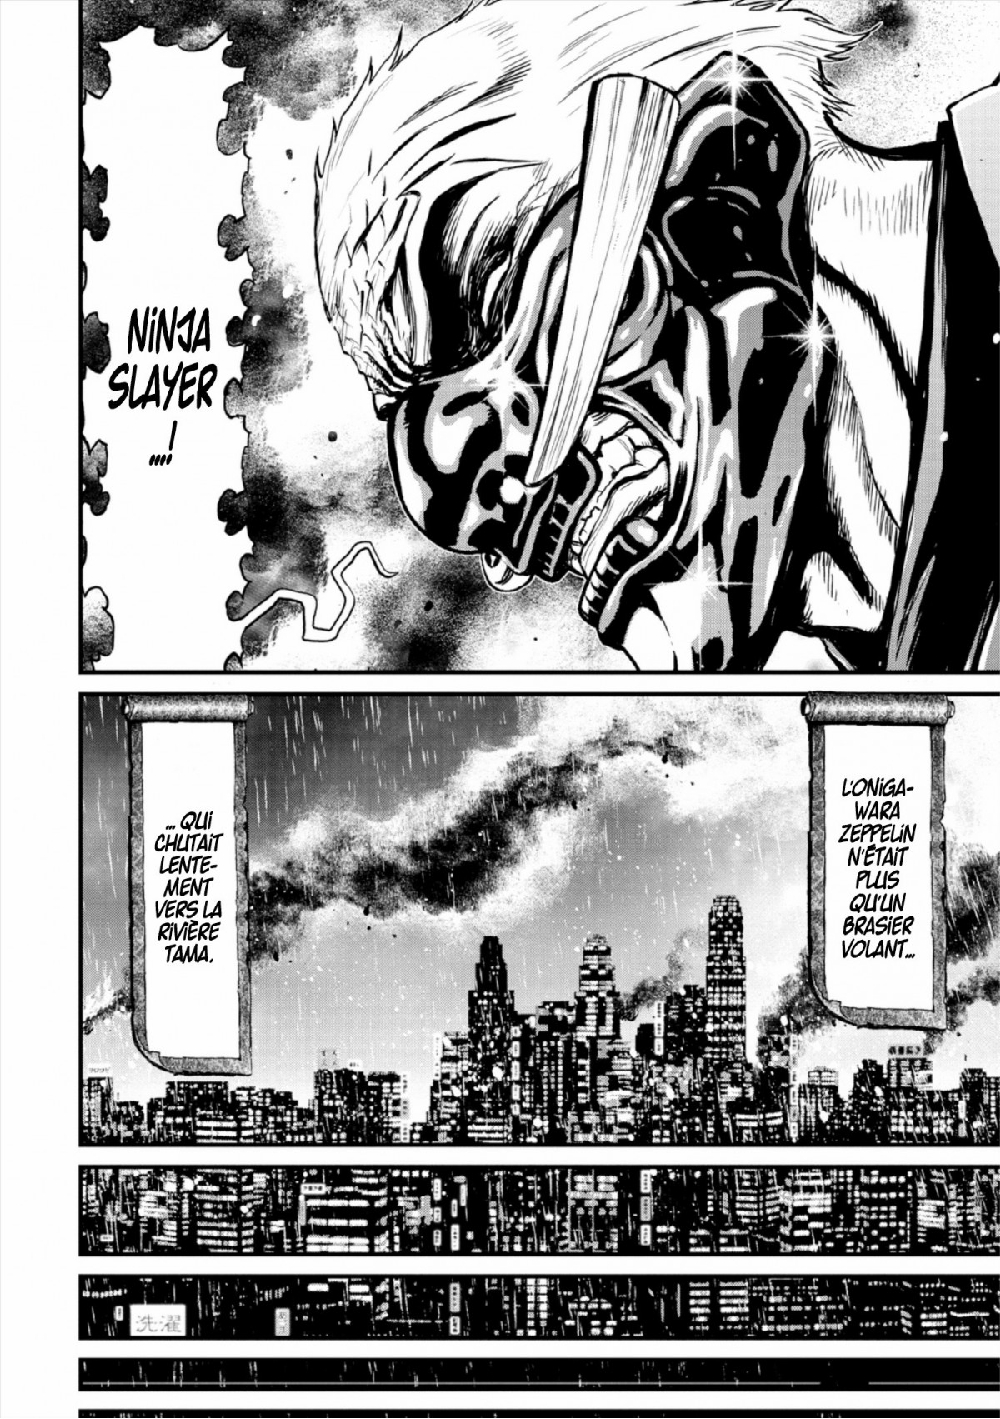 NINJA
SLAYER
....!
L'ONIGA-
WARA
ZEPPELIN
N'ÉTAIT
PLUS
QU'UN
BRASIER
VOLANT...
... QUI
CHUTAIT
LENTE-
MENT
VERS LA
RIVIÈRE
TAMA.
洗濯